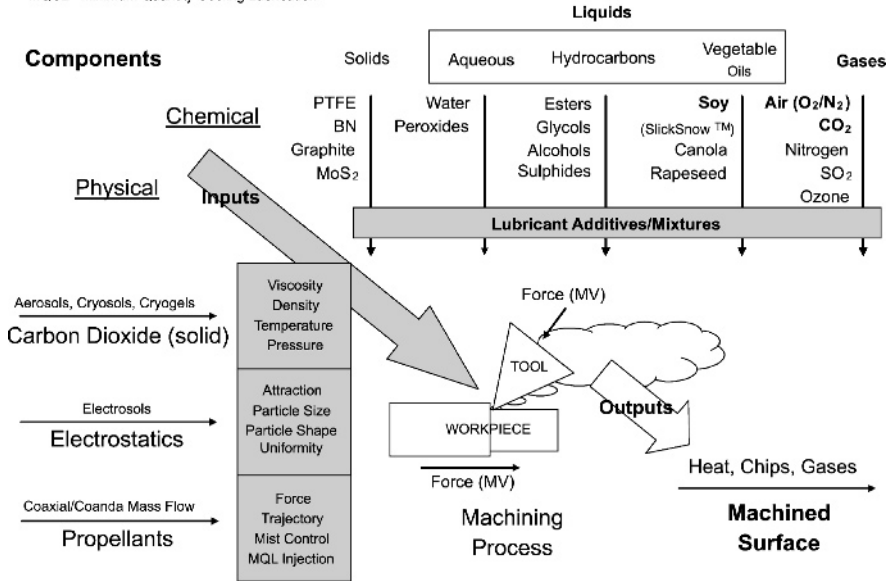 Liquids
Components
Solids
Aqueous
Hydrocarbons
Vegetable
Oils
Gases
Chemical
Physical
Inputs
PTFE
BN
Graphite
MoS₂
Water
Peroxides
Esters
Glycols
Alcohols
Sulphides
Soy
(SlickSnow ™)
Canola
Rapeseed
Air (O₂/N₂)
CO₂
Nitrogen
SO₂
Ozone
Lubricant Additives/Mixtures
Aerosols, Cryosols, Cryogels
Carbon Dioxide (solid)
Viscosity
Density
Temperature
Pressure
Electrosols
Electrostatics
Attraction
Particle Size
Particle Shape
Uniformity
Coaxial/Coanda Mass Flow
Propellants
Force
Trajectory
Mist Control
MQL Injection
Force (MV)
TOOL
WORKPIECE
Force (MV)
Machining
Process
Outputs
Heat, Chips, Gases
Machined
Surface